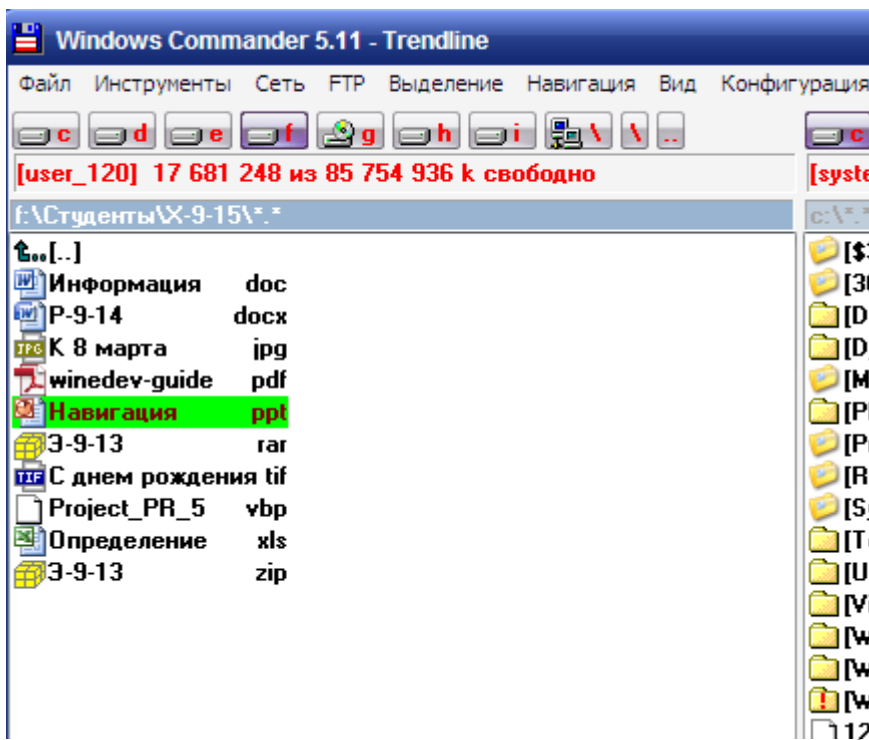 Windows Commander 5.11 - Trendline
Файл Инструменты Сеть FTP Выделение Навигация Вид Конфигурация
c d e f g h i \ \ .. c
[user_120] 17 681 248 из 85 754 936 k свободно [syste
f:\Студенты\X-9-15\*.* c:\*.*
[..]
Информация doc
P-9-14 docx
К 8 марта jpg
winedev-guide pdf
Навигация ppt
Э-9-13 rar
С днем рождения tif
Project_PR_5 vbp
Определение xls
Э-9-13 zip
[D
[D
[M
[R
[U
[W
[W
[W
12